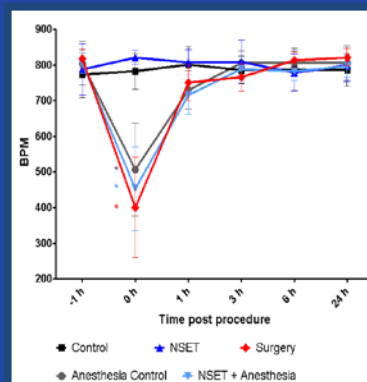 900
800
700
600
500
400
300
200
BPM
* 
*
*
-1 h 0 h 1 h 3 h 6 h 24 h
Time post procedure
Control NSET Surgery
Anesthesia Control NSET + Anesthesia